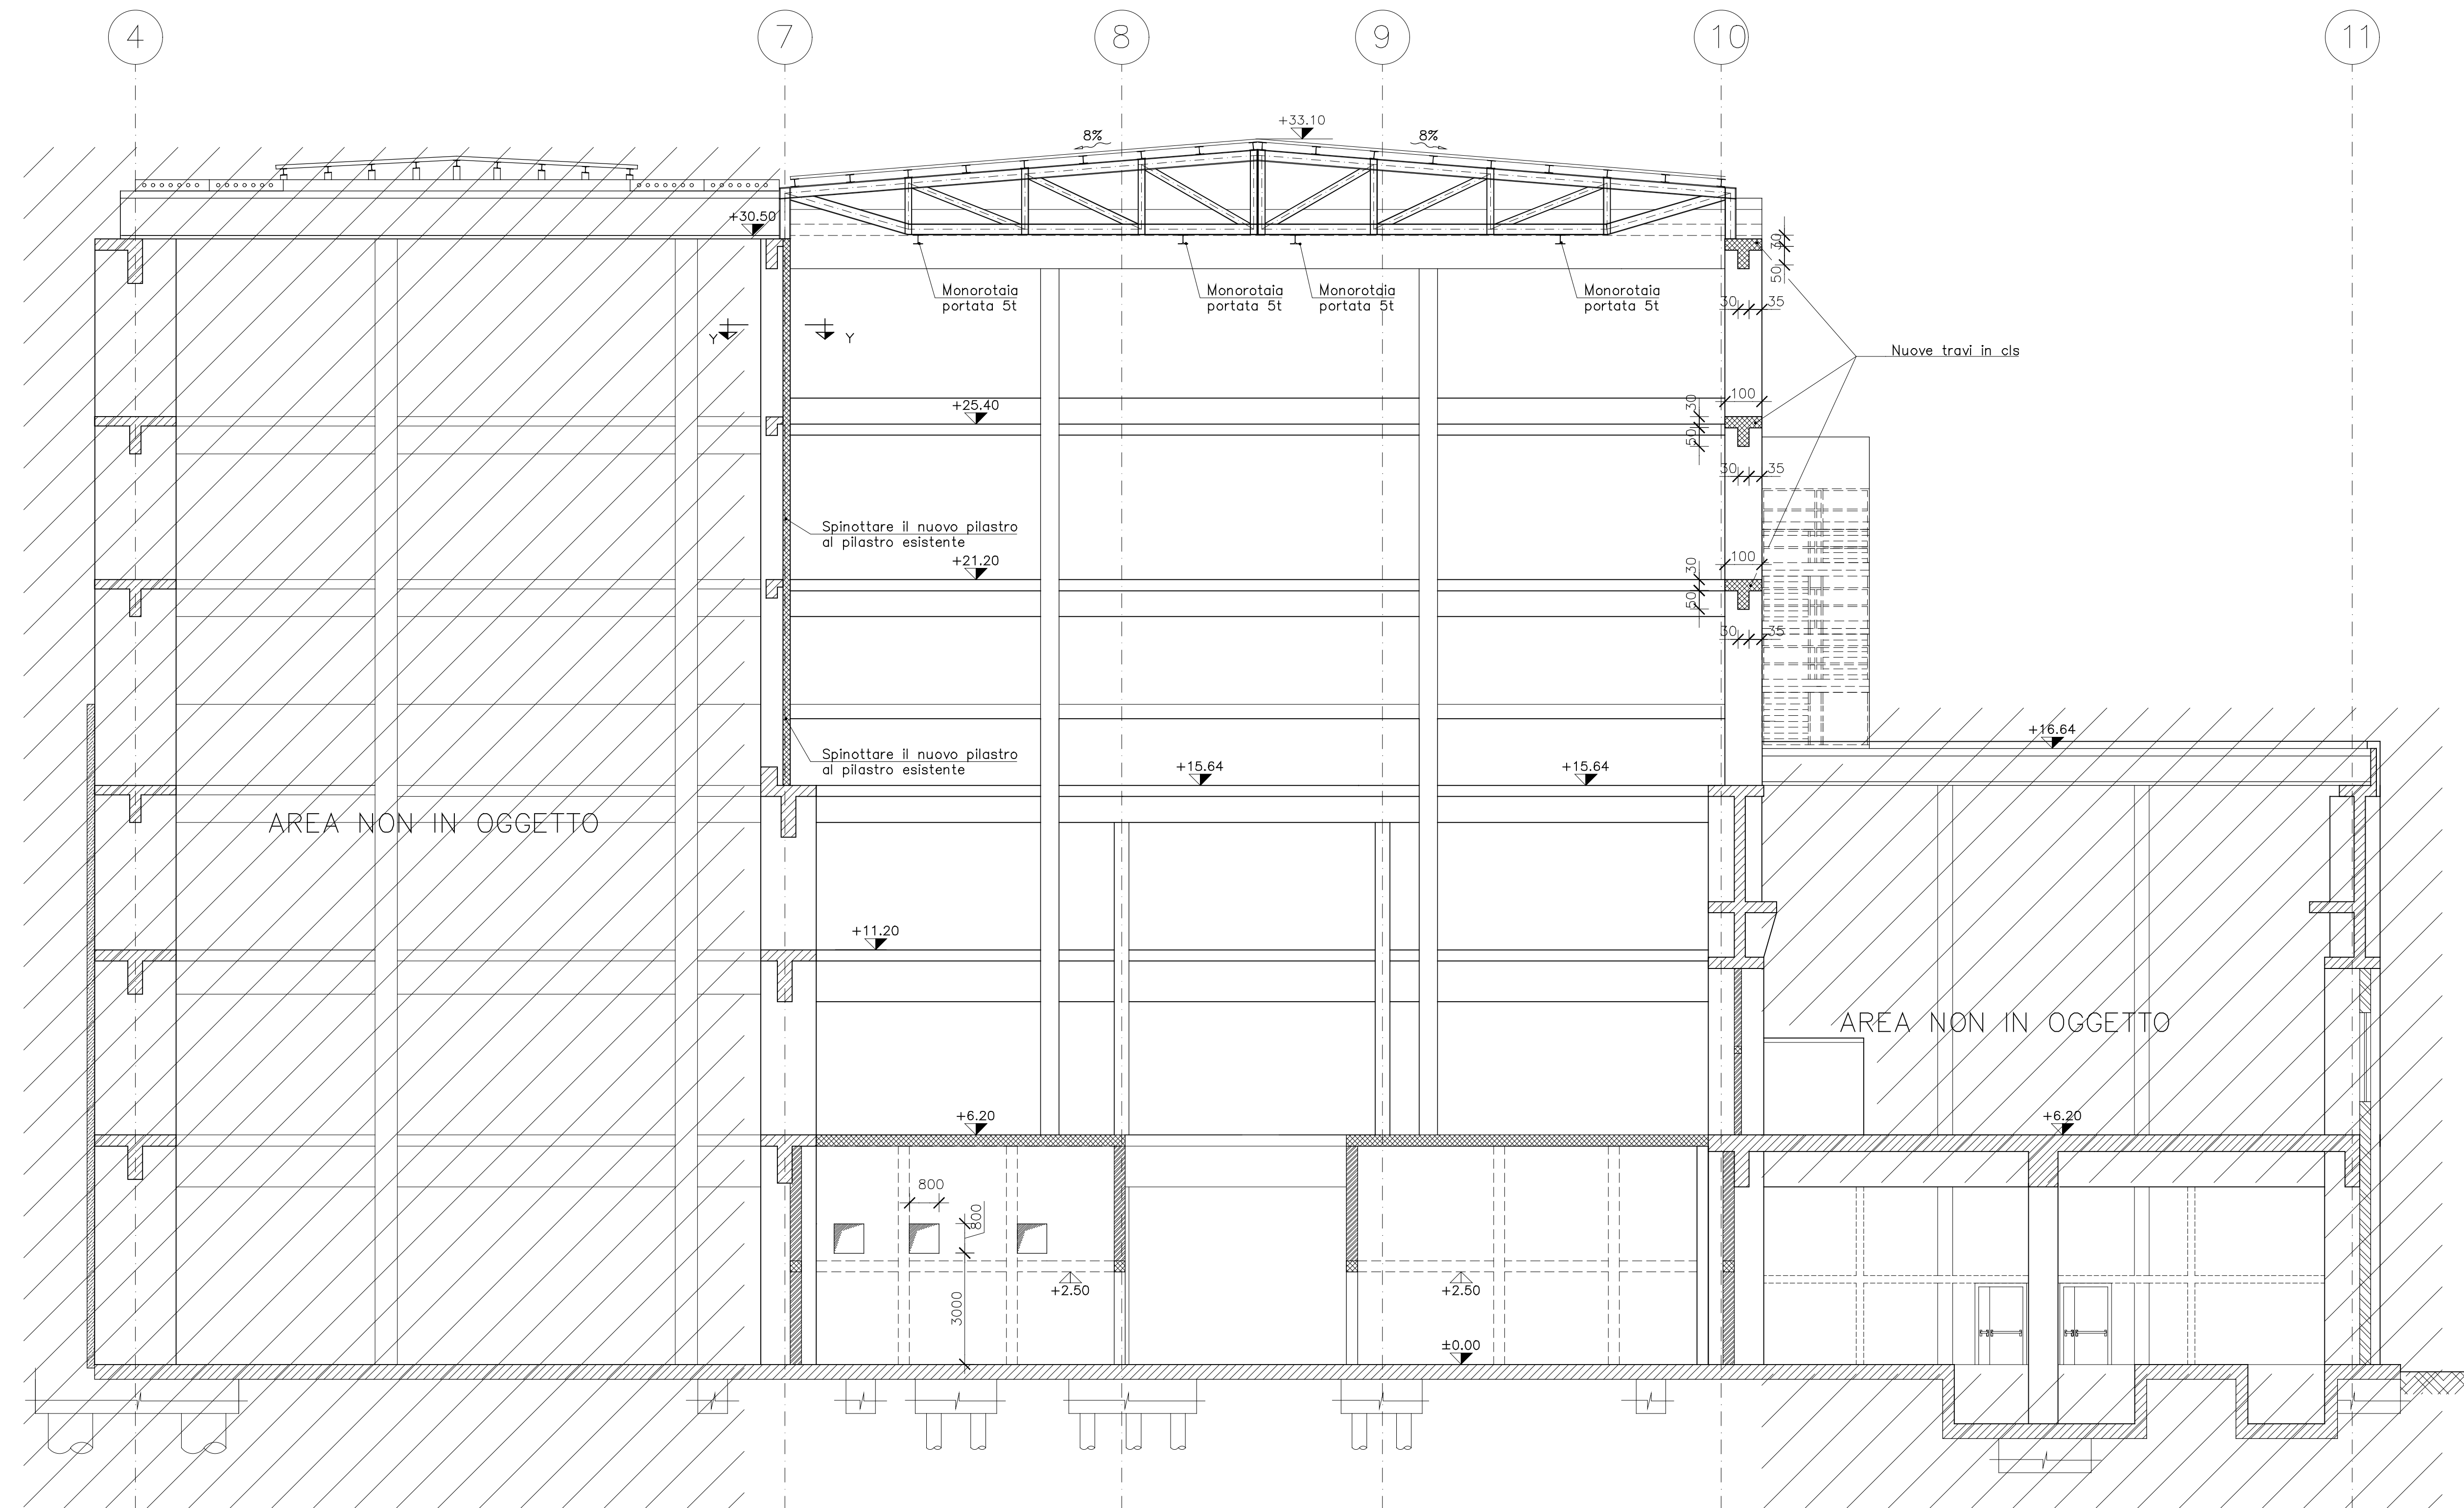 4
7
8
9
10
11
+33.10
8%
8%
+30.50
30
50
Monorotaia
portata 5t
Monorotaia
portata 5t
Monorotaia
portata 5t
Monorotaia
portata 5t
30
35
Y
Y
Nuove travi in cls
100
30
+25.40
50
30
35
Spinottare il nuovo pilastro
al pilastro esistente
100
+21.20
30
50
30
35
+16.64
Spinottare il nuovo pilastro
al pilastro esistente
+15.64
+15.64
AREA NON IN OGGETTO
+11.20
AREA NON IN OGGETTO
+6.20
+6.20
800
800
+2.50
+2.50
3000
±0.00